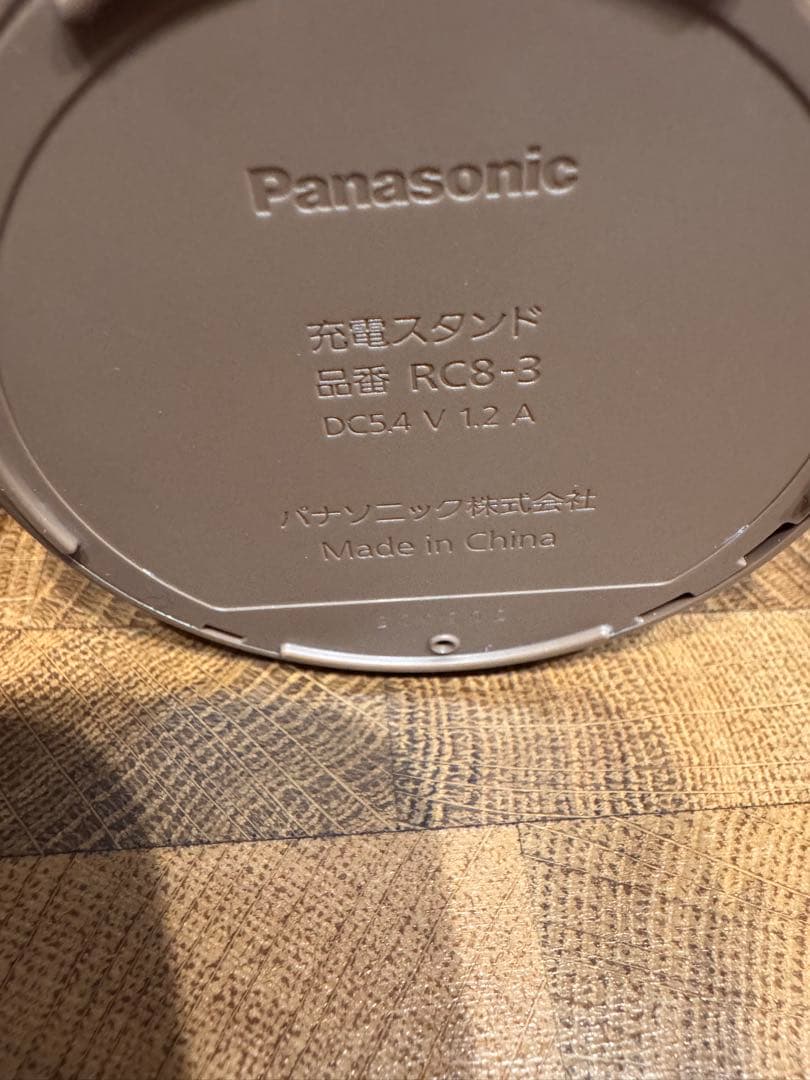 Panasonic
充電スタンド
品番 RC8-3
DC5.4 V 1.2 A
パナソニック株式会社
Made in China